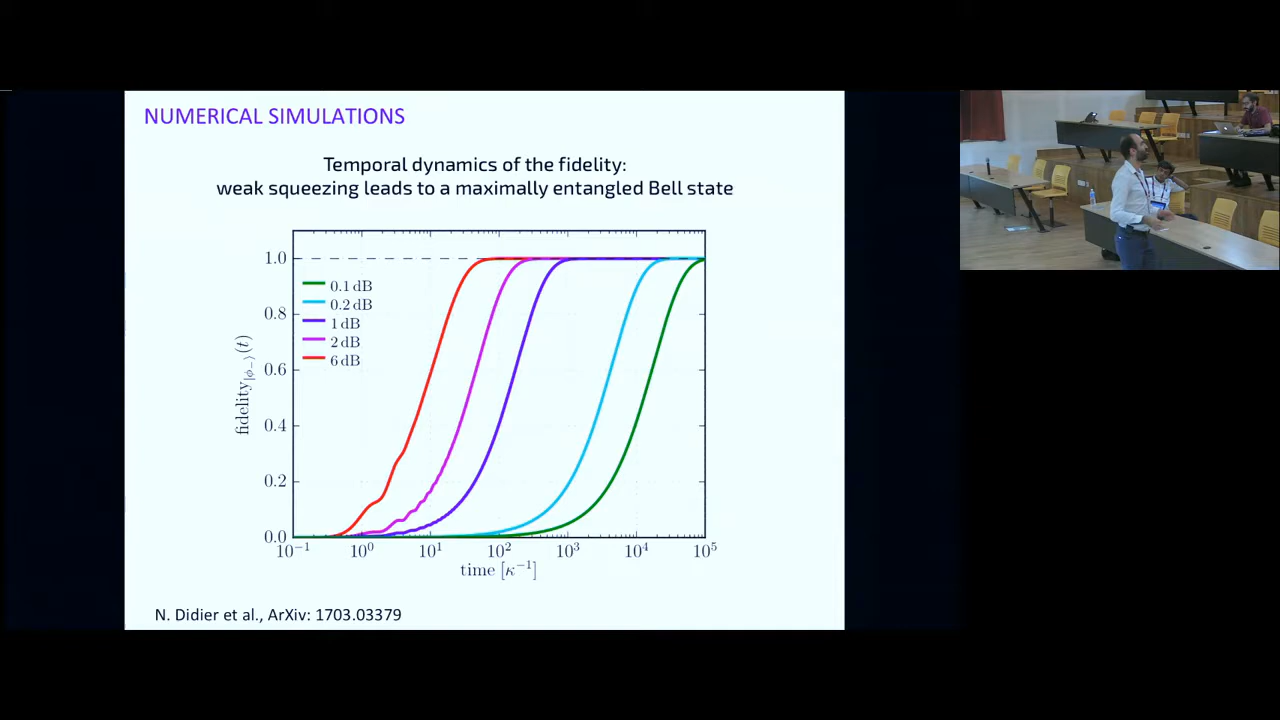 NUMERICAL SIMULATIONS
Temporal dynamics of the fidelity:
weak squeezing leads to a maximally entangled Bell state
1.0
0.8
0.6
0.4
0.2
0.0
fidelity|ϕ−⟩(t)
0.1 dB
0.2 dB
1 dB
2 dB
6 dB
10⁻¹ 10⁰ 10¹ 10² 10³ 10⁴ 10⁵
time [κ⁻¹]
N. Didier et al., ArXiv: 1703.03379